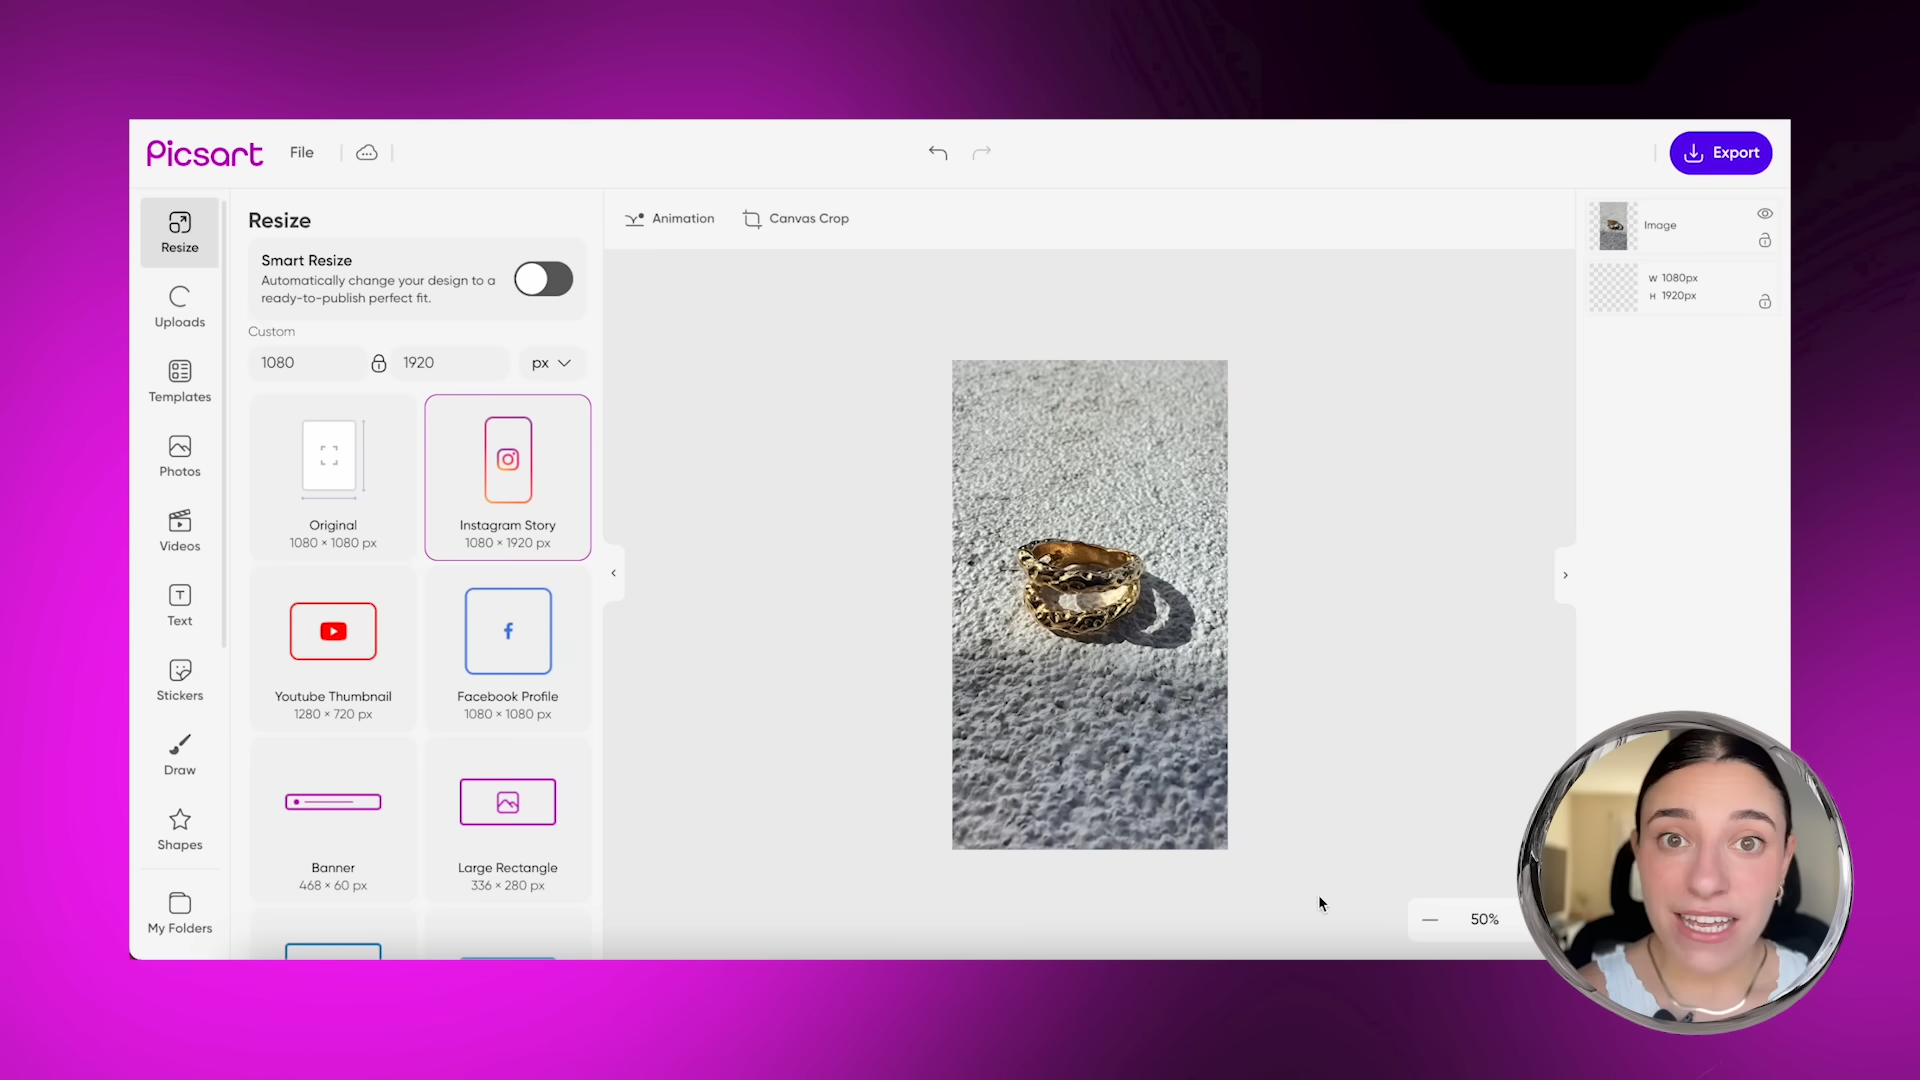 Picsart
File
Export
Resize
Uploads
Templates
Photos
Videos
Text
Stickers
Draw
Shapes
My Folders
Resize
Smart Resize
Automatically change your design to a
ready-to-publish perfect fit.
Custom
1080
1920
px
Original
1080 × 1080 px
Instagram Story
1080 × 1920 px
Youtube Thumbnail
1280 × 720 px
Facebook Profile
1080 × 1080 px
Banner
468 × 60 px
Large Rectangle
336 × 280 px
Animation
Canvas Crop
50%
Image
W 1080px
H 1920px